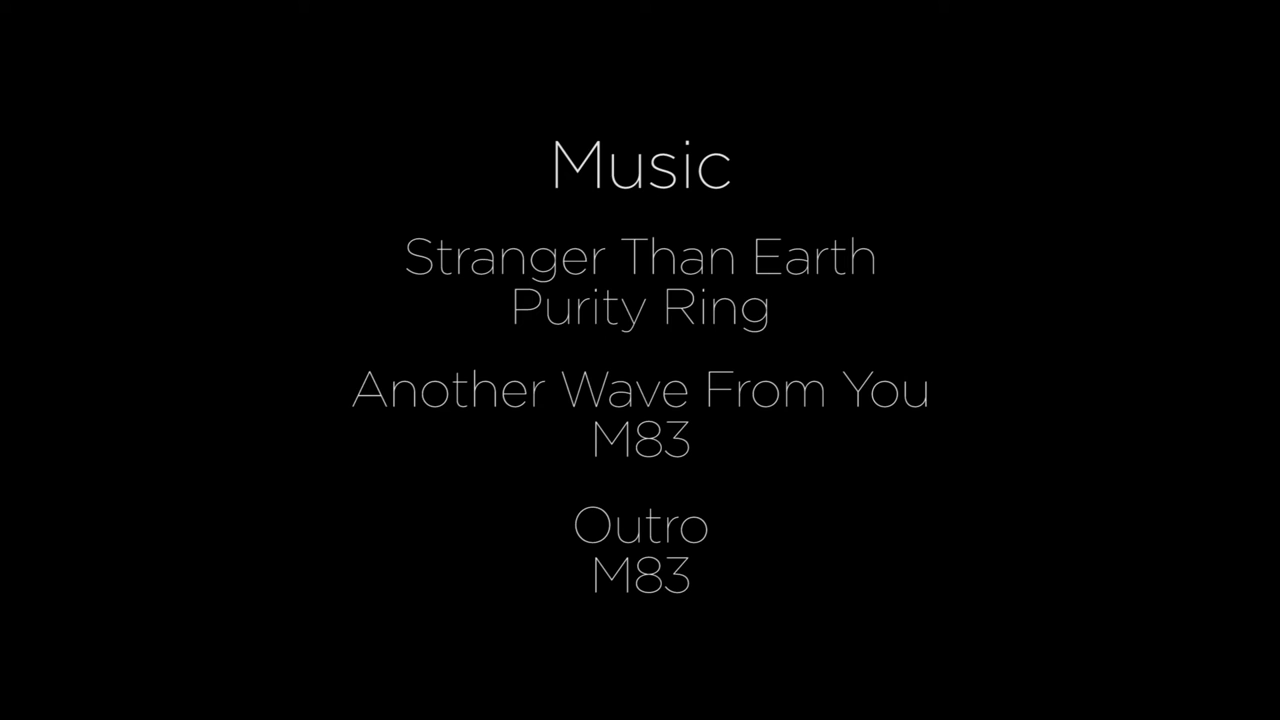 Music
Stranger Than Earth
Purity Ring
Another Wave From You
M83
Outro
M83